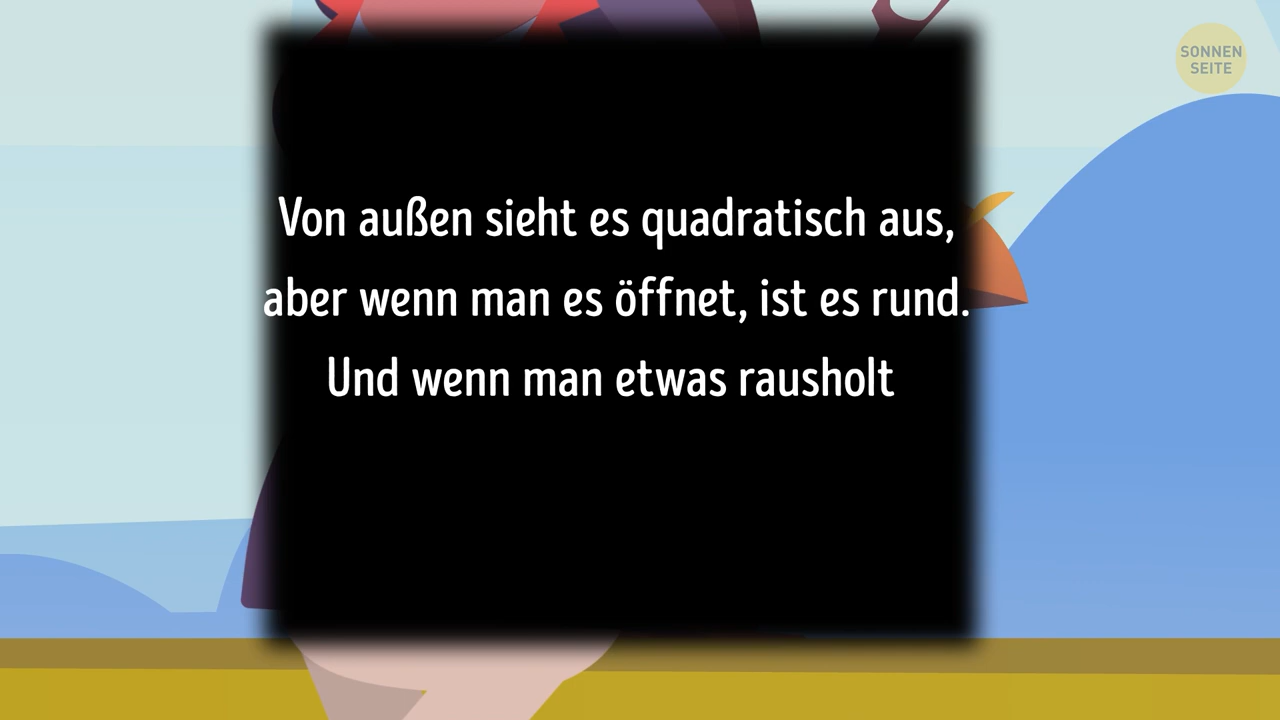 SONNEN
SEITE
Von außen sieht es quadratisch aus,
aber wenn man es öffnet, ist es rund.
Und wenn man etwas rausholt